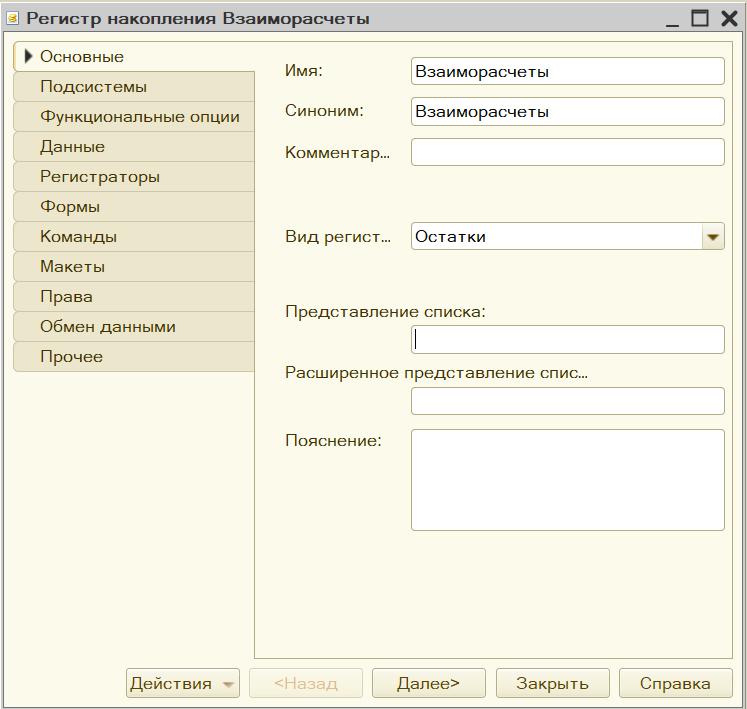 Регистр накопления Взаиморасчеты
Основные
Подсистемы
Функциональные опции
Данные
Регистраторы
Формы
Команды
Макеты
Права
Обмен данными
Прочее
Имя: Взаиморасчеты
Синоним: Взаиморасчеты
Комментар...
Вид регист... Остатки
Представление списка:
Расширенное представление спис...
Пояснение:
Действия <Назад Далее> Закрыть Справка